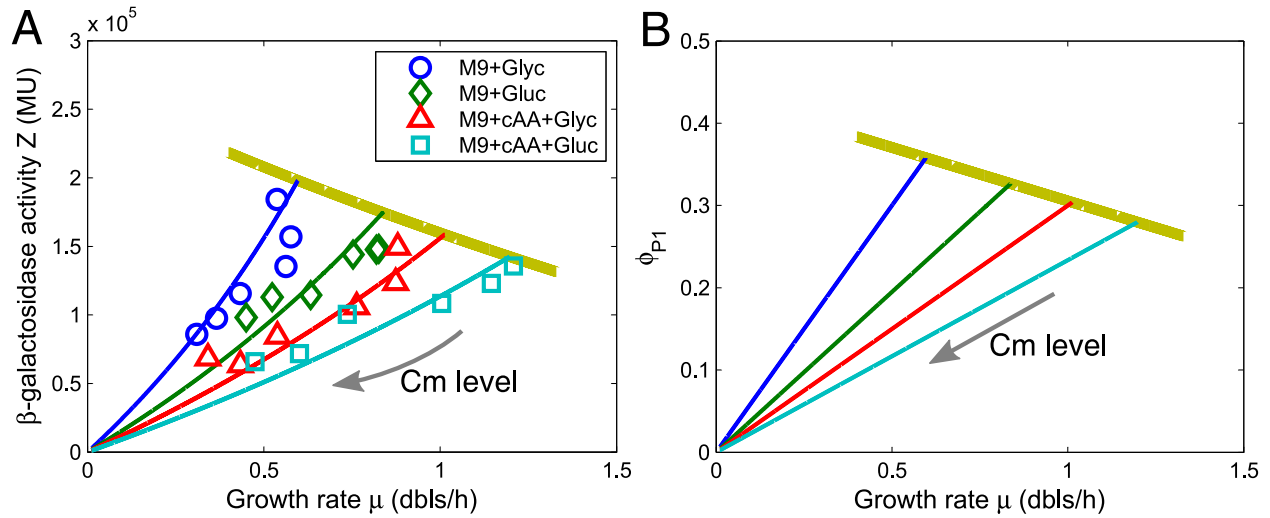 A
× 10⁵
β-galactosidase activity Z (MU)
3
2.5
2
1.5
1
0.5
0
M9+Glyc
M9+Gluc
M9+cAA+Glyc
M9+cAA+Gluc
Cm level
0
0.5
1
1.5
Growth rate μ (dbls/h)
B
ϕP1
0.5
0.4
0.3
0.2
0.1
0
Cm level
0
0.5
1
1.5
Growth rate μ (dbls/h)